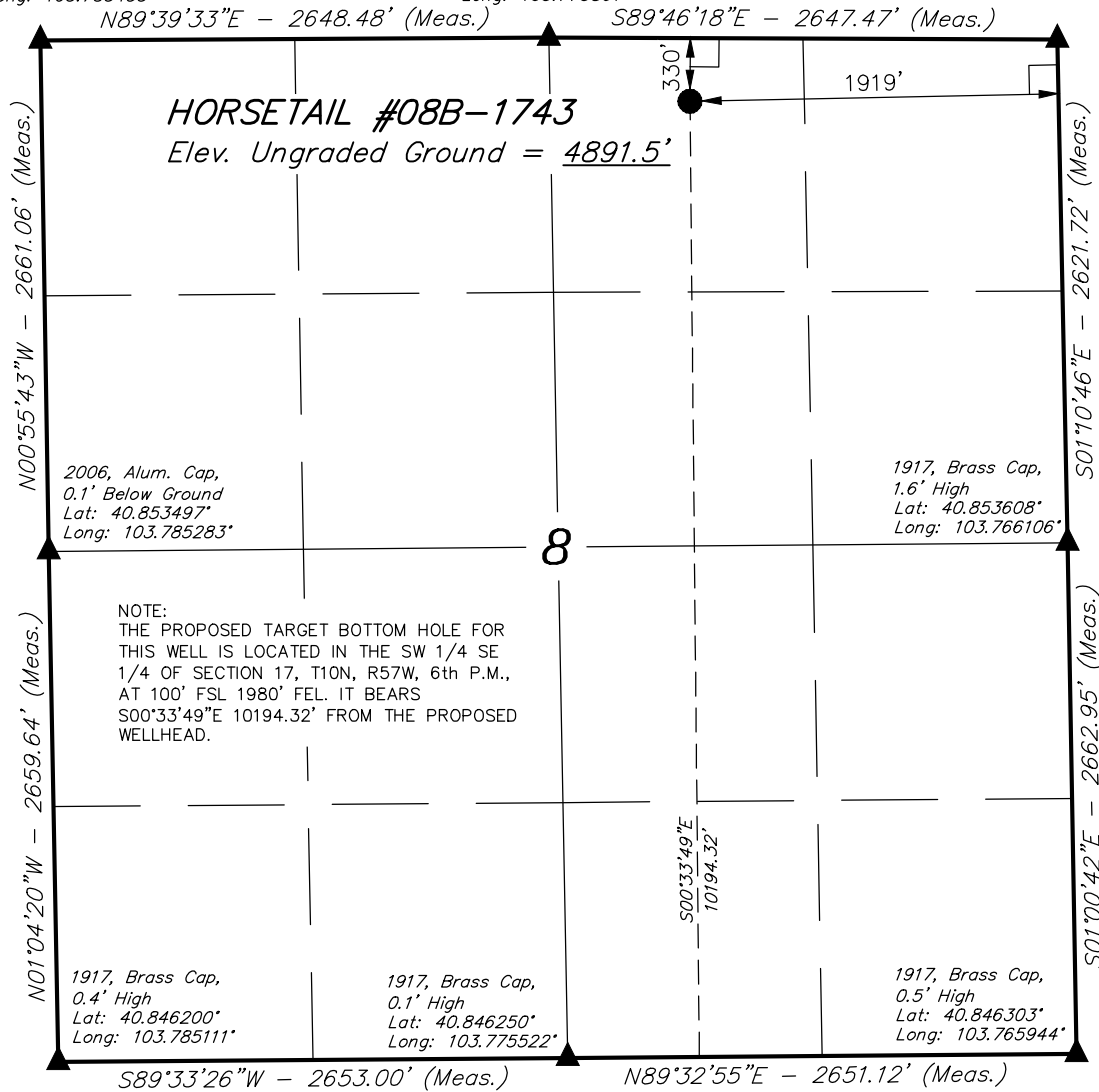 N89°39'33"E - 2648.48' (Meas.)
S89°46'18"E - 2647.47' (Meas.)
330'
1919'
HORSETAIL #08B-1743
Elev. Ungraded Ground = 4891.5'
N00°55'43"W - 2661.06' (Meas.)
S01°10'46"E - 2621.72' (Meas.)
2006, Alum. Cap,
0.1' Below Ground
Lat: 40.853497°
Long: 103.785283°
1917, Brass Cap,
1.6' High
Lat: 40.853608°
Long: 103.766106°
8
NOTE:
THE PROPOSED TARGET BOTTOM HOLE FOR
THIS WELL IS LOCATED IN THE SW 1/4 SE
1/4 OF SECTION 17, T10N, R57W, 6th P.M.,
AT 100' FSL 1980' FEL. IT BEARS
S00°33'49"E 10194.32' FROM THE PROPOSED
WELLHEAD.
N01°04'20"W - 2659.64' (Meas.)
S01°00'42"E - 2662.95' (Meas.)
S00°33'49"E
10194.32'
1917, Brass Cap,
0.4' High
Lat: 40.846200°
Long: 103.785111°
1917, Brass Cap,
0.1' High
Lat: 40.846250°
Long: 103.775522°
1917, Brass Cap,
0.5' High
Lat: 40.846303°
Long: 103.765944°
S89°33'26"W - 2653.00' (Meas.)
N89°32'55"E - 2651.12' (Meas.)